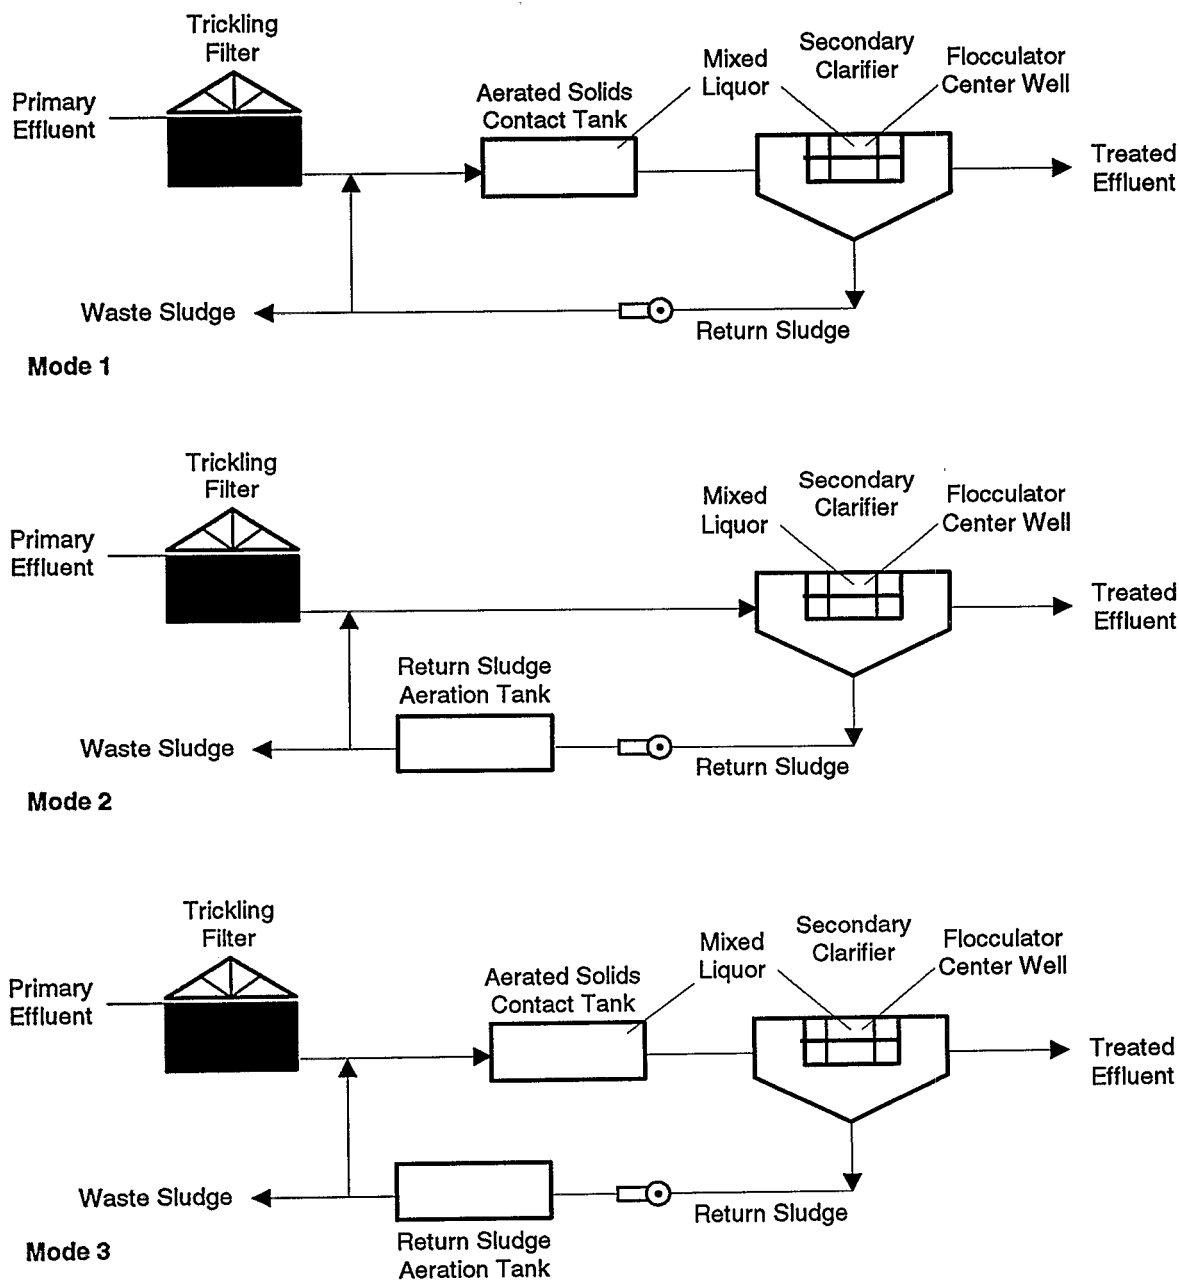 Trickling
Filter
Primary
Effluent
Aerated Solids
Contact Tank
Mixed
Liquor
Secondary
Clarifier
Flocculator
Center Well
Treated
Effluent
Waste Sludge
Return Sludge
Mode 1
Trickling
Filter
Primary
Effluent
Mixed
Liquor
Secondary
Clarifier
Flocculator
Center Well
Treated
Effluent
Return Sludge
Aeration Tank
Waste Sludge
Return Sludge
Mode 2
Trickling
Filter
Primary
Effluent
Aerated Solids
Contact Tank
Mixed
Liquor
Secondary
Clarifier
Flocculator
Center Well
Treated
Effluent
Waste Sludge
Return Sludge
Return Sludge
Aeration Tank
Mode 3